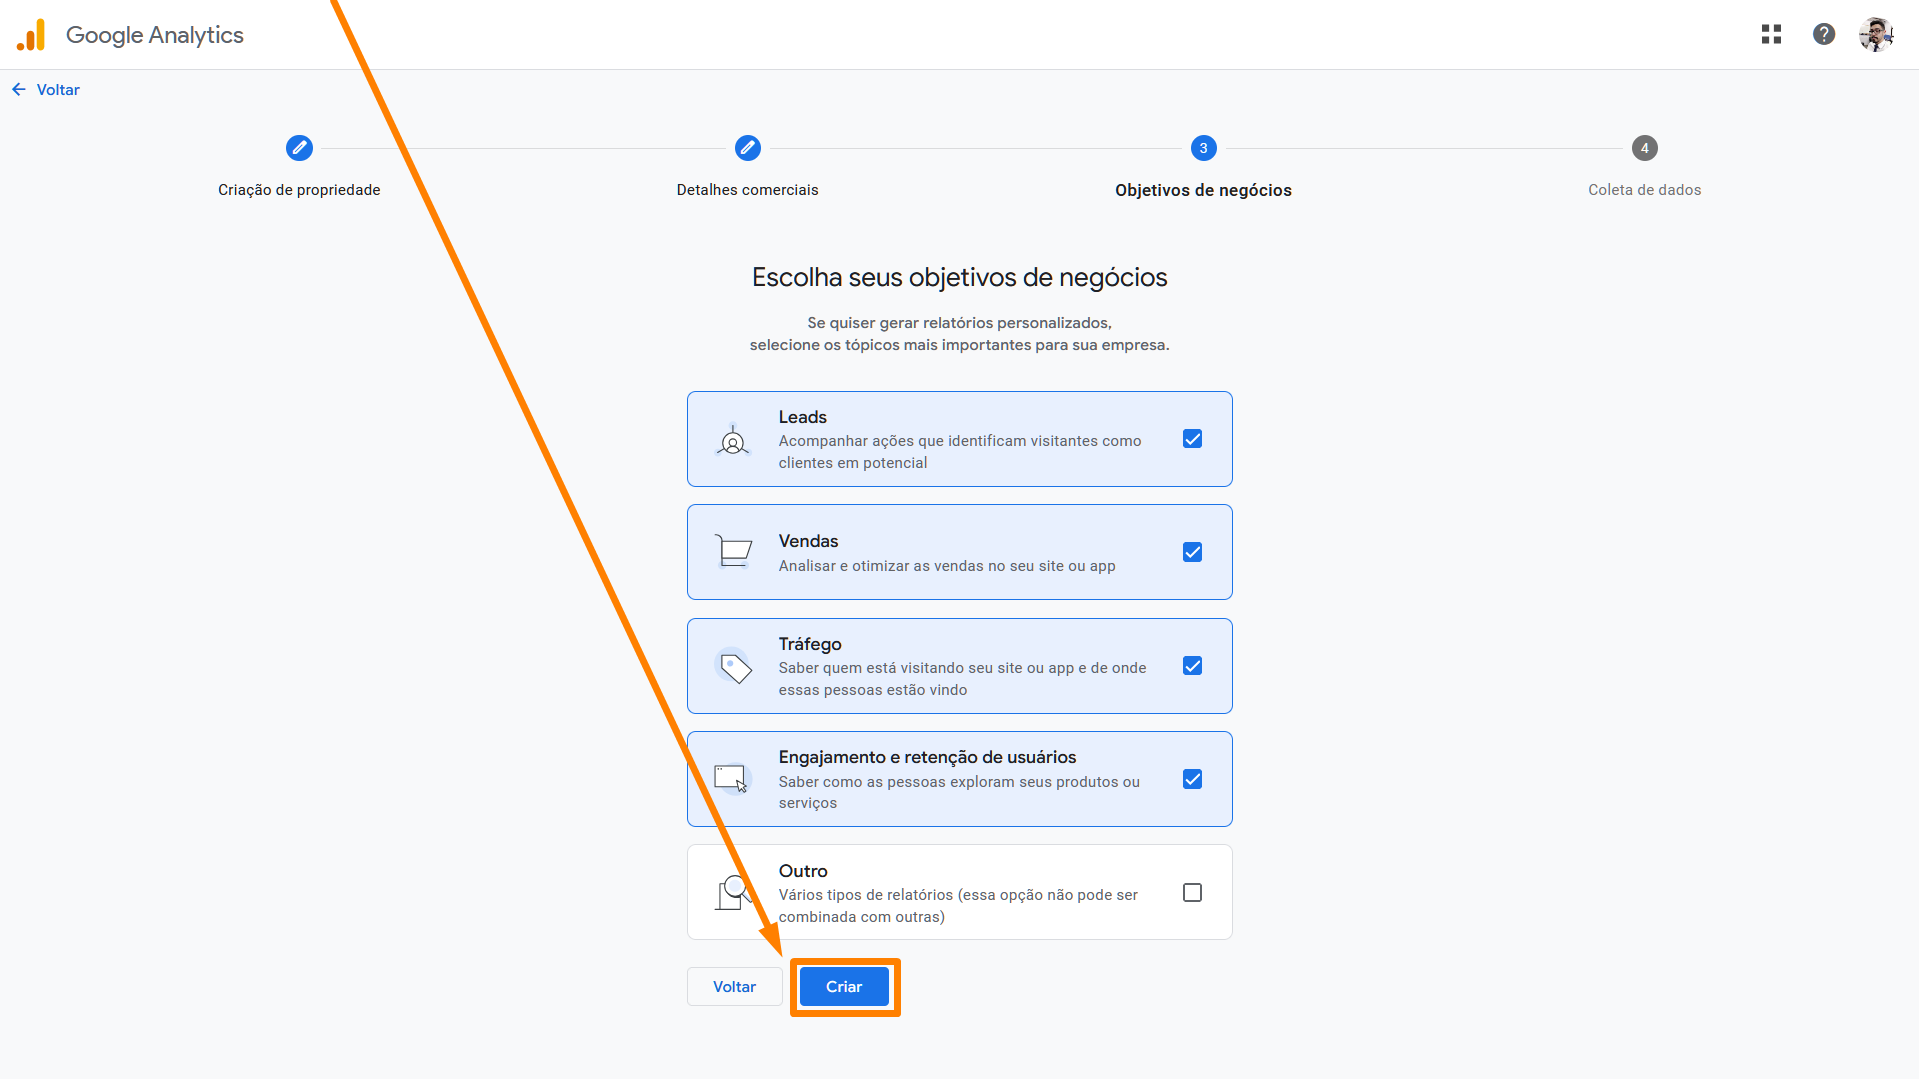 Google Analytics
?
Voltar
3
4
Criação de propriedade
Detalhes comerciais
Objetivos de negócios
Coleta de dados
Escolha seus objetivos de negócios
Se quiser gerar relatórios personalizados,
selecione os tópicos mais importantes para sua empresa.
Leads
Acompanhar ações que identificam visitantes como
clientes em potencial
Vendas
Analisar e otimizar as vendas no seu site ou app
Tráfego
Saber quem está visitando seu site ou app e de onde
essas pessoas estão vindo
Engajamento e retenção de usuários
Saber como as pessoas exploram seus produtos ou
serviços
Outro
Vários tipos de relatórios (essa opção não pode ser
combinada com outras)
Voltar
Criar